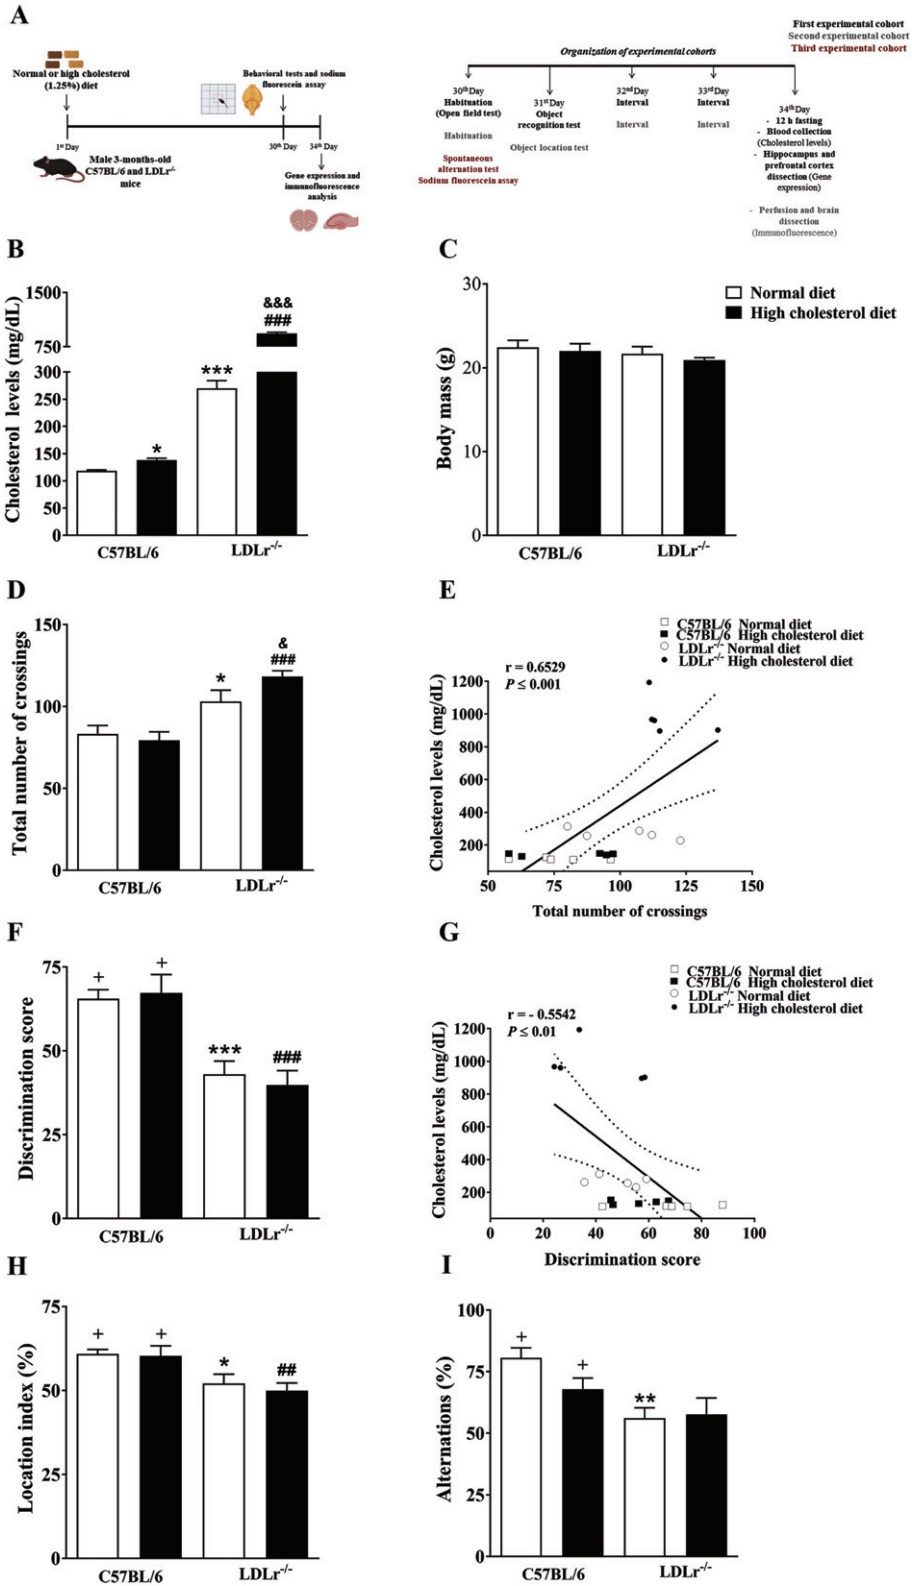 A
Normal or high cholesterol
(1.25%) diet
Behavioral tests and sodium
fluorescein assay
1st Day
30th Day
34th Day
Male 3-months-old
C57BL/6 and LDLr-/-
mice
Gene expression and
immunofluorescence
analysis
First experimental cohort
Second experimental cohort
Third experimental cohort
Organization of experimental cohorts
30th Day
Habituation
(Open field test)
Habituation
Spontaneous
alternation test
Sodium fluorescein assay
31st Day
Object
recognition test
Object location test
32nd Day
Interval
Interval
33rd Day
Interval
Interval
34th Day
- 12 h fasting
- Blood collection
(Cholesterol levels)
- Hippocampus and
prefrontal cortex
dissection (Gene
expression)
- Perfusion and brain
dissection
(Immunofluorescence)
B
Cholesterol levels (mg/dL)
1500
750
300
250
200
150
100
50
0
*
***
&&&
###
C57BL/6
LDLr-/-
C
Normal diet
High cholesterol diet
Body mass (g)
30
20
10
0
C57BL/6
LDLr-/-
D
Total number of crossings
150
100
50
0
*
&
###
C57BL/6
LDLr-/-
E
C57BL/6 Normal diet
C57BL/6 High cholesterol diet
LDLr-/- Normal diet
LDLr-/- High cholesterol diet
r = 0.6529
P ≤ 0.001
Cholesterol levels (mg/dL)
1200
1000
800
600
400
200
50
75
100
125
150
Total number of crossings
F
Discrimination score
75
50
25
0
+
+
***
###
C57BL/6
LDLr-/-
G
C57BL/6 Normal diet
C57BL/6 High cholesterol diet
LDLr-/- Normal diet
LDLr-/- High cholesterol diet
r = - 0.5542
P ≤ 0.01
Cholesterol levels (mg/dL)
1200
1000
800
600
400
200
0
20
40
60
80
100
Discrimination score
H
Location index (%)
75
50
25
0
+
+
*
##
C57BL/6
LDLr-/-
I
Alternations (%)
100
75
50
25
0
+
+
**
C57BL/6
LDLr-/-